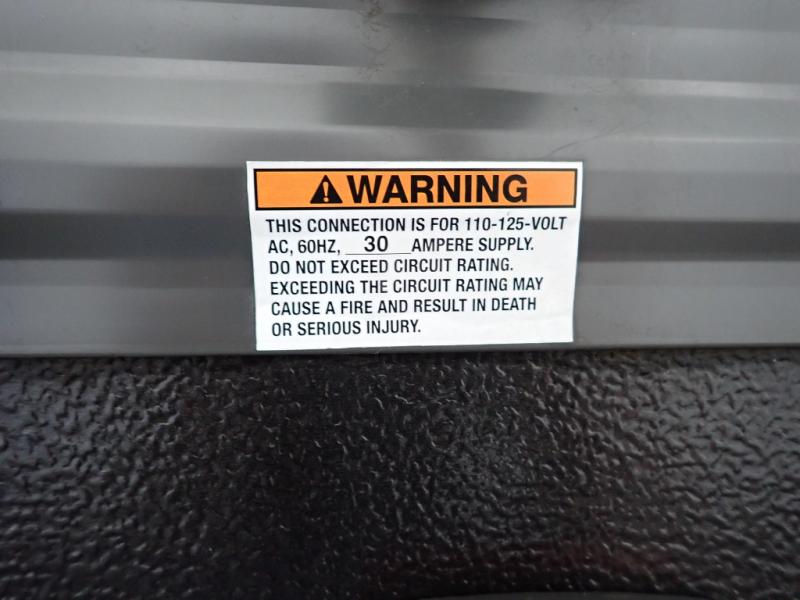 WARNING
THIS CONNECTION IS FOR 110-125-VOLT
AC, 60HZ, 30 AMPERE SUPPLY.
DO NOT EXCEED CIRCUIT RATING.
EXCEEDING THE CIRCUIT RATING MAY
CAUSE A FIRE AND RESULT IN DEATH
OR SERIOUS INJURY.